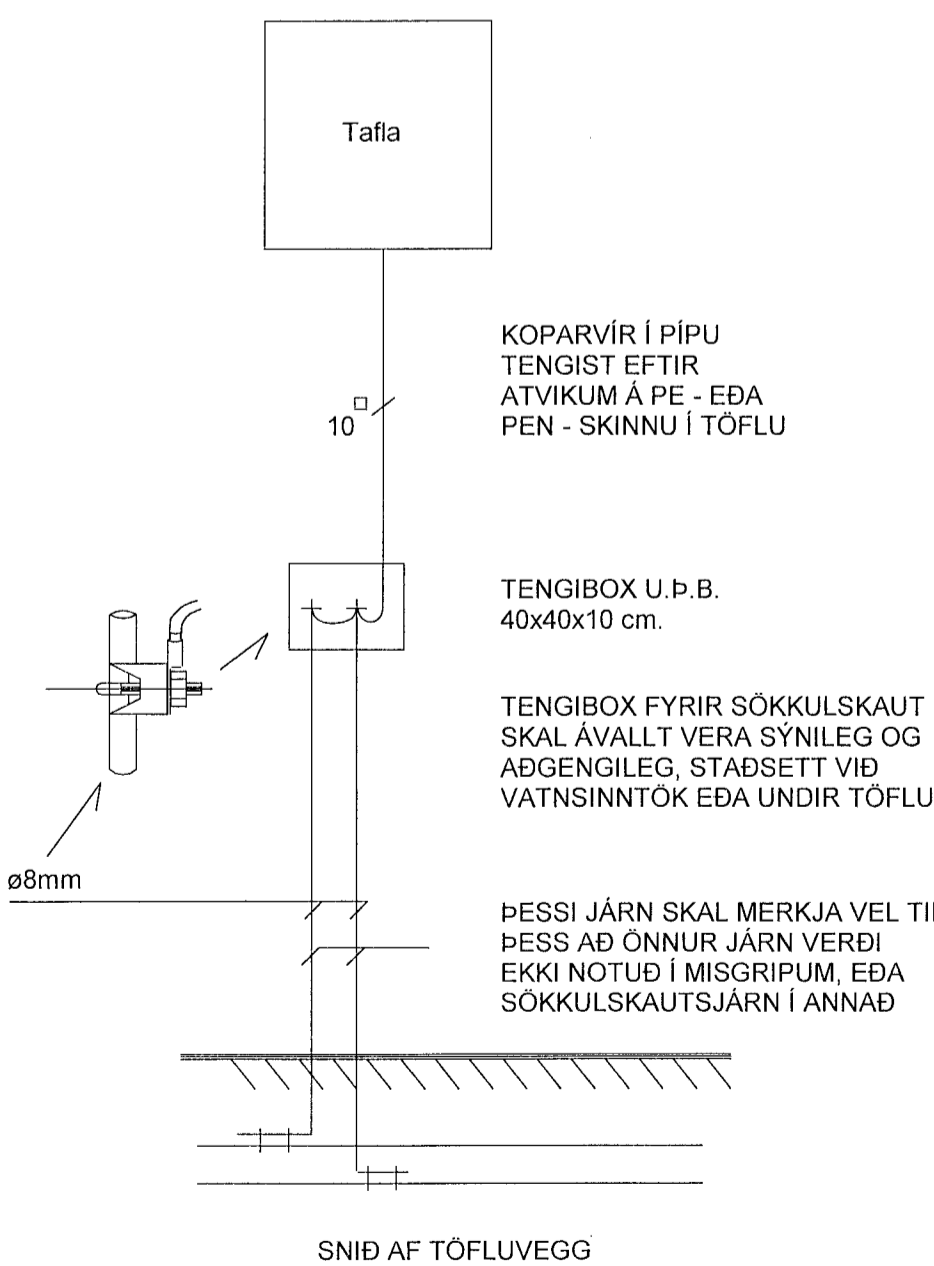 Tafla
KOPARVÍR Í PÍPU
TENGIST EFTIR
ATVIKUM Á PE - EÐA
PEN - SKINNU Í TÖFLU
10
TENGIBOX U.Þ.B.
40x40x10 cm.
TENGIBOX FYRIR SÖKKULSKAUT
SKAL ÁVALLT VERA SÝNILEG OG
AÐGENGILEG, STAÐSETT VIÐ
VATNSINNTÖK EÐA UNDIR TÖFLU
ø8mm
ÞESSI JÁRN SKAL MERKJA VEL
ÞESS AÐ ÖNNUR JÁRN VERÐI
EKKI NOTUÐ Í MISGRIPUM, EÐA
SÖKKULSKAUTSJÁRN Í ANNAÐ
SNIÐ AF TÖFLUVEGG